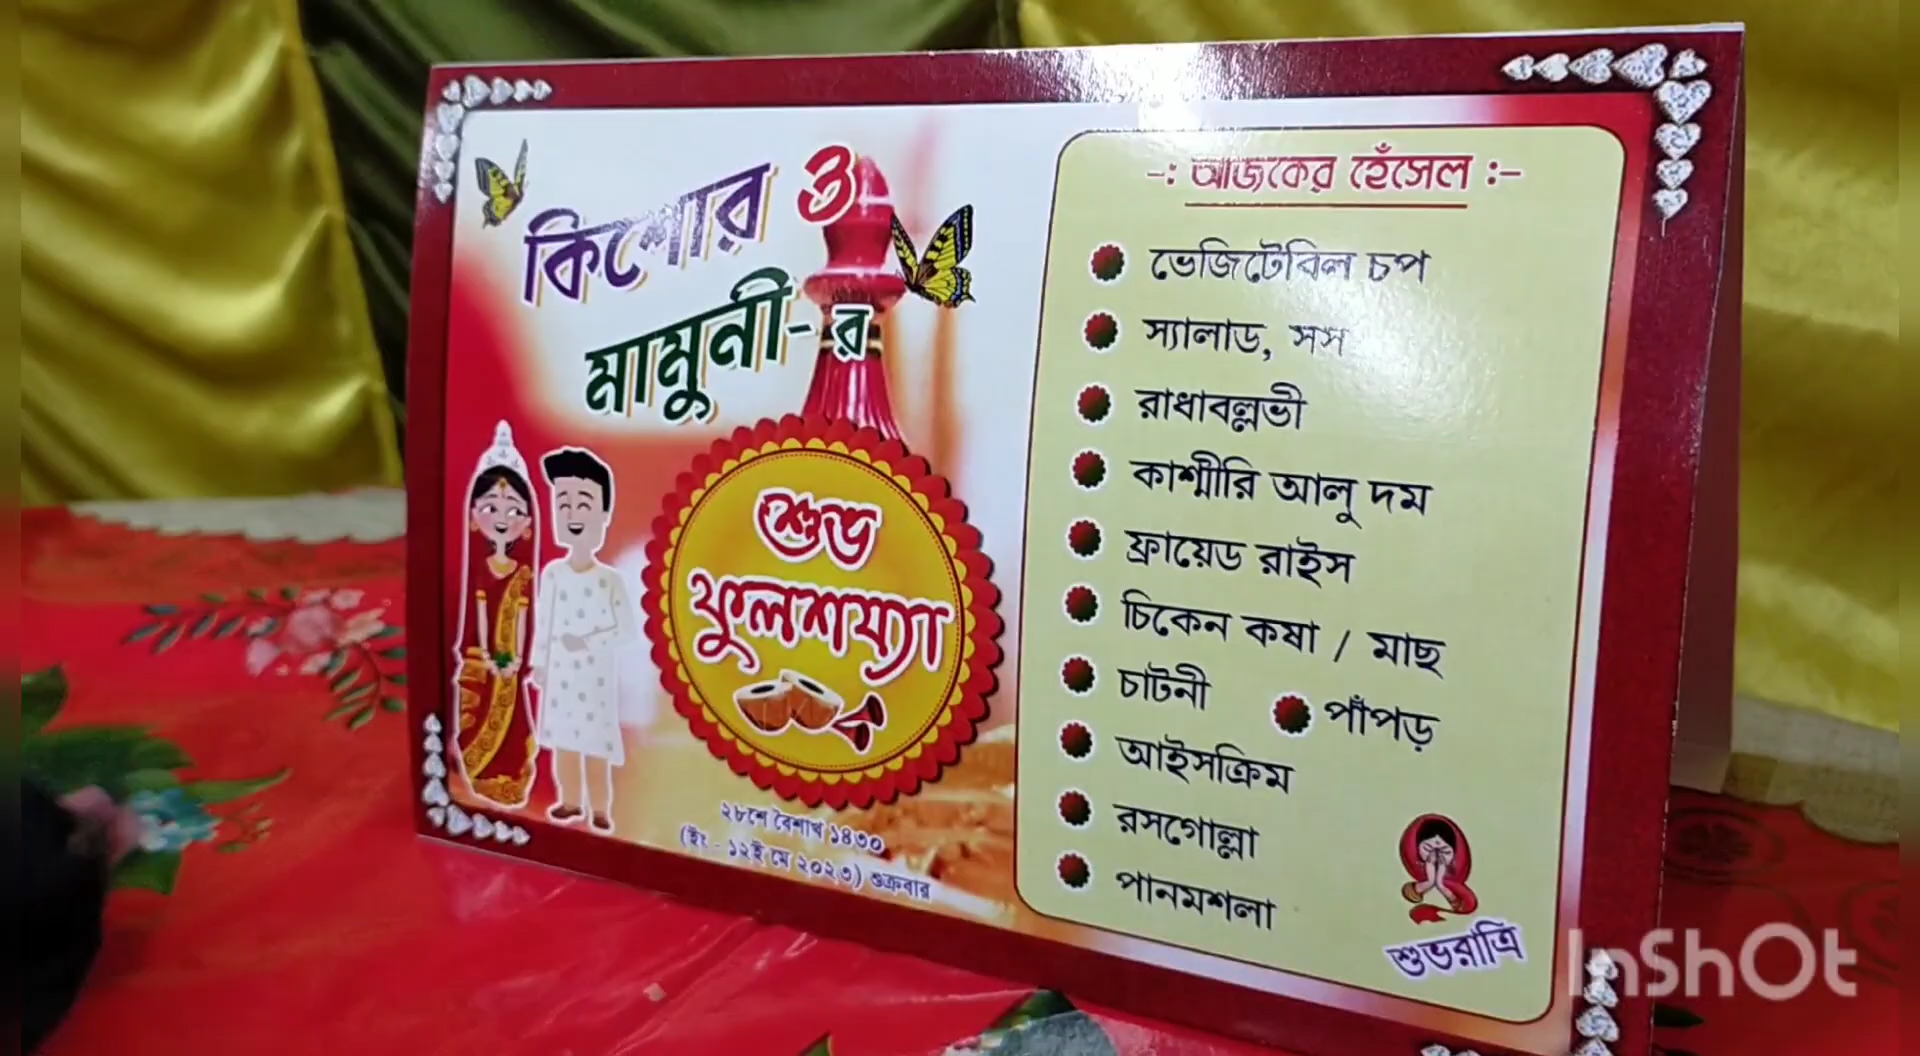 কিশোর ও
মামুনী-র
শুভ
ফুলশয্যা
২৮শে বৈশাখ ১৪৩০
(ইং - ১২ই মে ২০২৩) শুক্রবার
-: আজকের হেঁসেল :-
ভেজিটেবিল চপ
স্যালাড, সস
রাধাবল্লভী
কাশ্মীরি আলু দম
ফ্রায়েড রাইস
চিকেন কষা / মাছ
চাটনী পাঁপড়
আইসক্রিম
রসগোল্লা
পানমশলা
শুভরাত্রি
InShOt